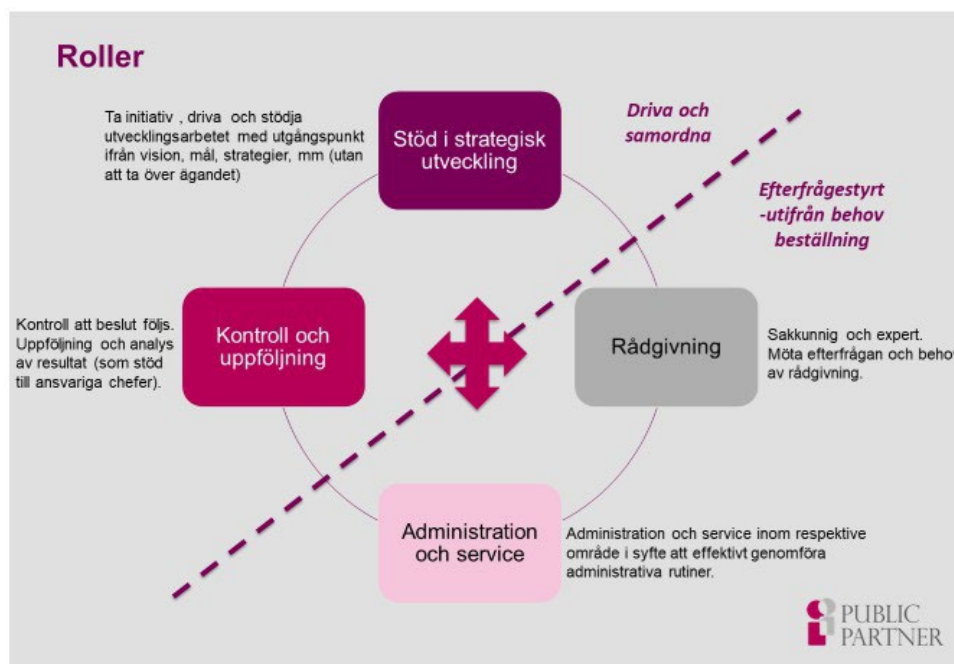 Roller
Ta initiativ , driva och stödja
utvecklingsarbetet med utgångspunkt
ifrån vision, mål, strategier, mm (utan
att ta över ägandet)
Stöd i strategisk
utveckling
Driva och
samordna
Efterfrågestyrt
-utifrån behov
beställning
Kontroll att beslut följs.
Uppföljning och analys
av resultat (som stöd
till ansvariga chefer).
Kontroll och
uppföljning
Rådgivning
Sakkunnig och expert.
Möta efterfrågan och behov
av rådgivning.
Administration
och service
Administration och service inom respektive
område i syfte att effektivt genomföra
administrativa rutiner.
PUBLIC
PARTNER